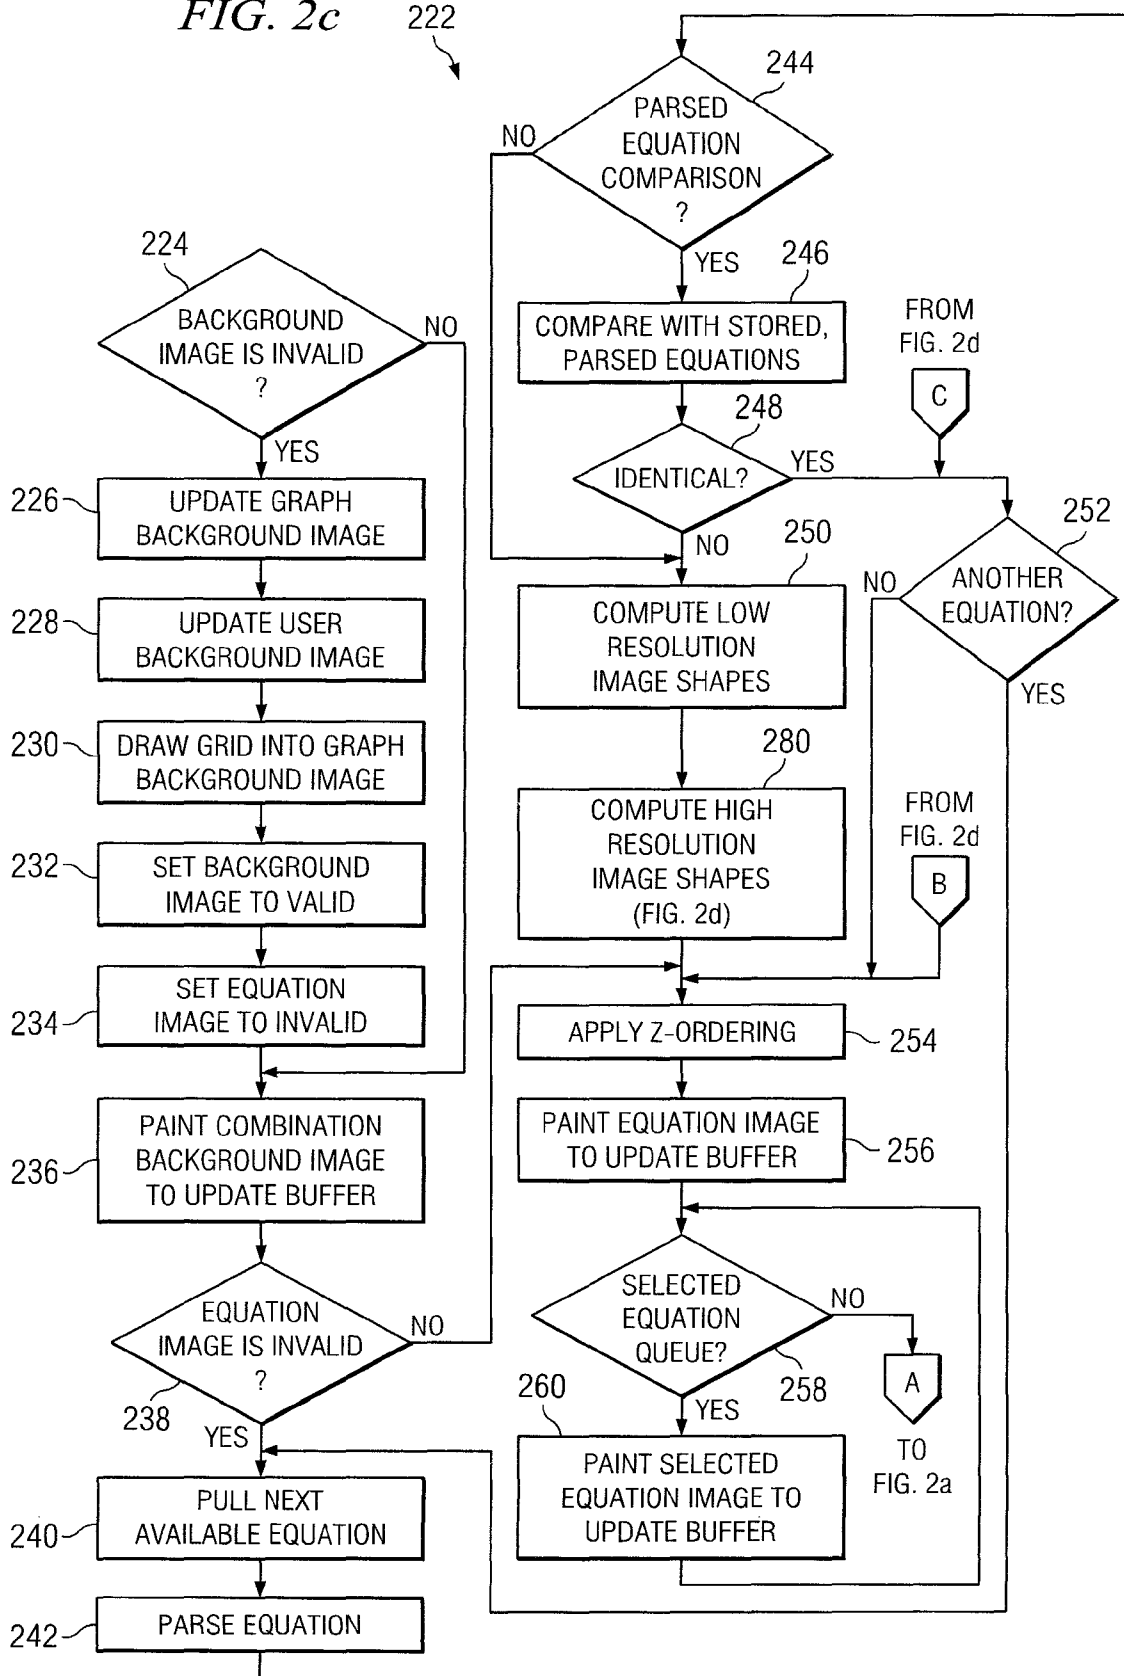 FIG. 2c
222
224
BACKGROUND
IMAGE IS INVALID
?
NO
YES
226
UPDATE GRAPH
BACKGROUND IMAGE
228
UPDATE USER
BACKGROUND IMAGE
230
DRAW GRID INTO GRAPH
BACKGROUND IMAGE
232
SET BACKGROUND
IMAGE TO VALID
234
SET EQUATION
IMAGE TO INVALID
236
PAINT COMBINATION
BACKGROUND IMAGE
TO UPDATE BUFFER
EQUATION
IMAGE IS INVALID
?
NO
238
YES
240
PULL NEXT
AVAILABLE EQUATION
242
PARSE EQUATION
244
PARSED
EQUATION
COMPARISON
?
NO
YES
246
COMPARE WITH STORED,
PARSED EQUATIONS
248
IDENTICAL?
YES
NO
FROM
FIG. 2d
C
252
ANOTHER
EQUATION?
NO
YES
250
COMPUTE LOW
RESOLUTION
IMAGE SHAPES
280
COMPUTE HIGH
RESOLUTION
IMAGE SHAPES
(FIG. 2d)
FROM
FIG. 2d
B
APPLY Z-ORDERING
254
PAINT EQUATION IMAGE
TO UPDATE BUFFER
256
SELECTED
EQUATION
QUEUE?
NO
258
YES
A
TO
FIG. 2a
260
PAINT SELECTED
EQUATION IMAGE TO
UPDATE BUFFER